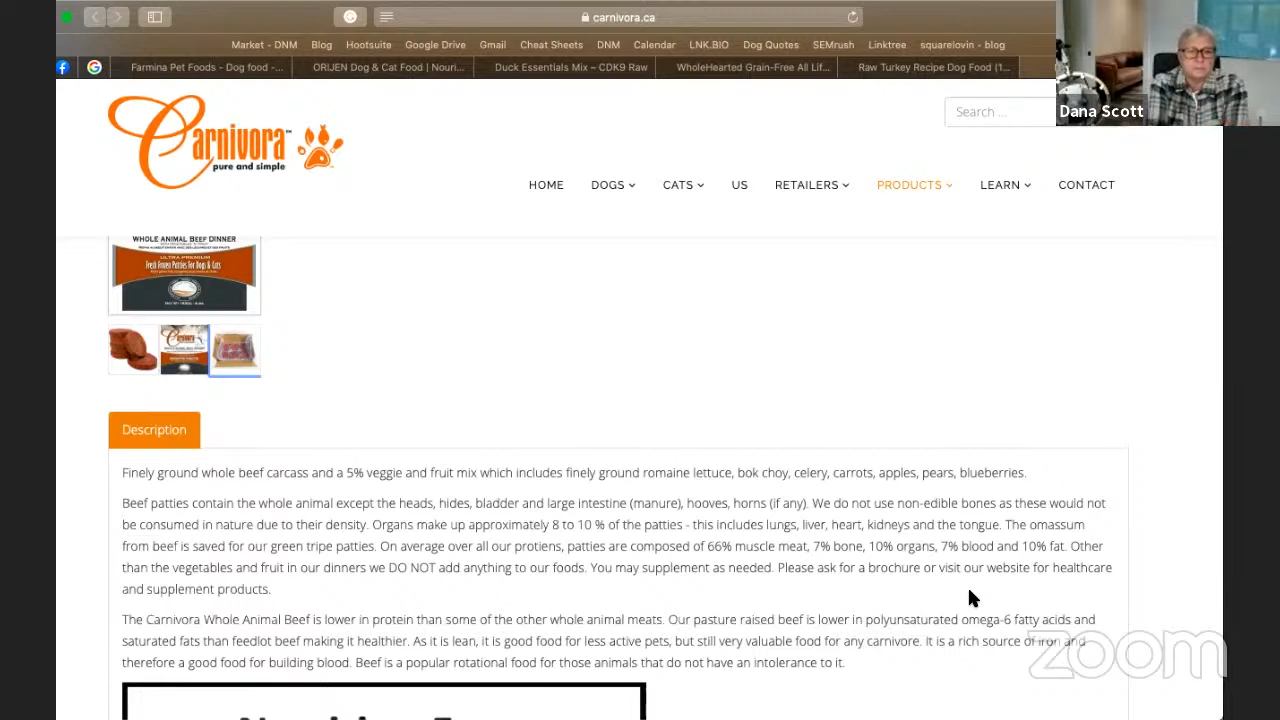 carnivora.ca
Market - DNM Blog Hootsuite Google Drive Gmail Cheat Sheets DNM Calendar LNK.BIO Dog Quotes SEMrush Linktree squarelovin - blog
Farmina Pet Foods - Dog food -... ORIJEN Dog & Cat Food | Nouri... Duck Essentials Mix – CDK9 Raw WholeHearted Grain-Free All Lif... Raw Turkey Recipe Dog Food (1...
Dana Scott
Search ...
Carnivora™
pure and simple
HOME DOGS CATS US RETAILERS PRODUCTS LEARN CONTACT
WHOLE ANIMAL BEEF DINNER
ULTRA PREMIUM
Fresh Frozen Patties For Dogs & Cats
Carnivora
Description
Finely ground whole beef carcass and a 5% veggie and fruit mix which includes finely ground romaine lettuce, bok choy, celery, carrots, apples, pears, blueberries.
Beef patties contain the whole animal except the heads, hides, bladder and large intestine (manure), hooves, horns (if any). We do not use non-edible bones as these would not
be consumed in nature due to their density. Organs make up approximately 8 to 10 % of the patties - this includes lungs, liver, heart, kidneys and the tongue. The omassum
from beef is saved for our green tripe patties. On average over all our protiens, patties are composed of 66% muscle meat, 7% bone, 10% organs, 7% blood and 10% fat. Other
than the vegetables and fruit in our dinners we DO NOT add anything to our foods. You may supplement as needed. Please ask for a brochure or visit our website for healthcare
and supplement products.
The Carnivora Whole Animal Beef is lower in protein than some of the other whole animal meats. Our pasture raised beef is lower in polyunsaturated omega-6 fatty acids and
saturated fats than feedlot beef making it healthier. As it is lean, it is good food for less active pets, but still very valuable food for any carnivore. It is a rich source of iron and
therefore a good food for building blood. Beef is a popular rotational food for those animals that do not have an intolerance to it.
zoom